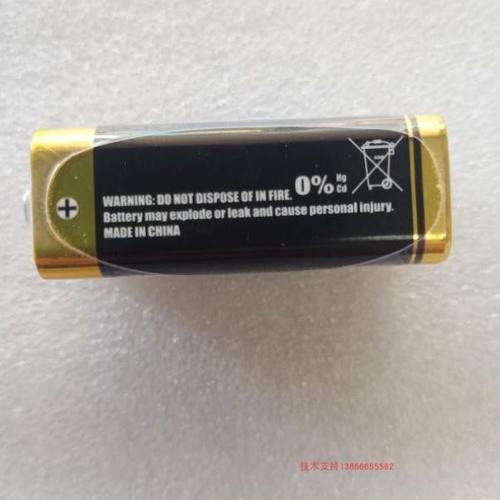 WARNING: DO NOT DISPOSE OF IN FIRE. 0% Hg Cd
Battery may explode or leak and cause personal injury.
MADE IN CHINA
技术支持13866655502